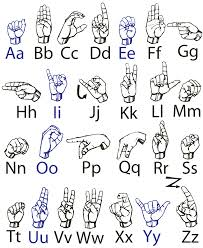 Aa Bb Cc Dd Ee Ff Gg
Hh Ii Jj Kk Ll Mm
Nn Oo Pp Qq Rr Ss
Tt Uu Vv Ww Xx Yy Zz